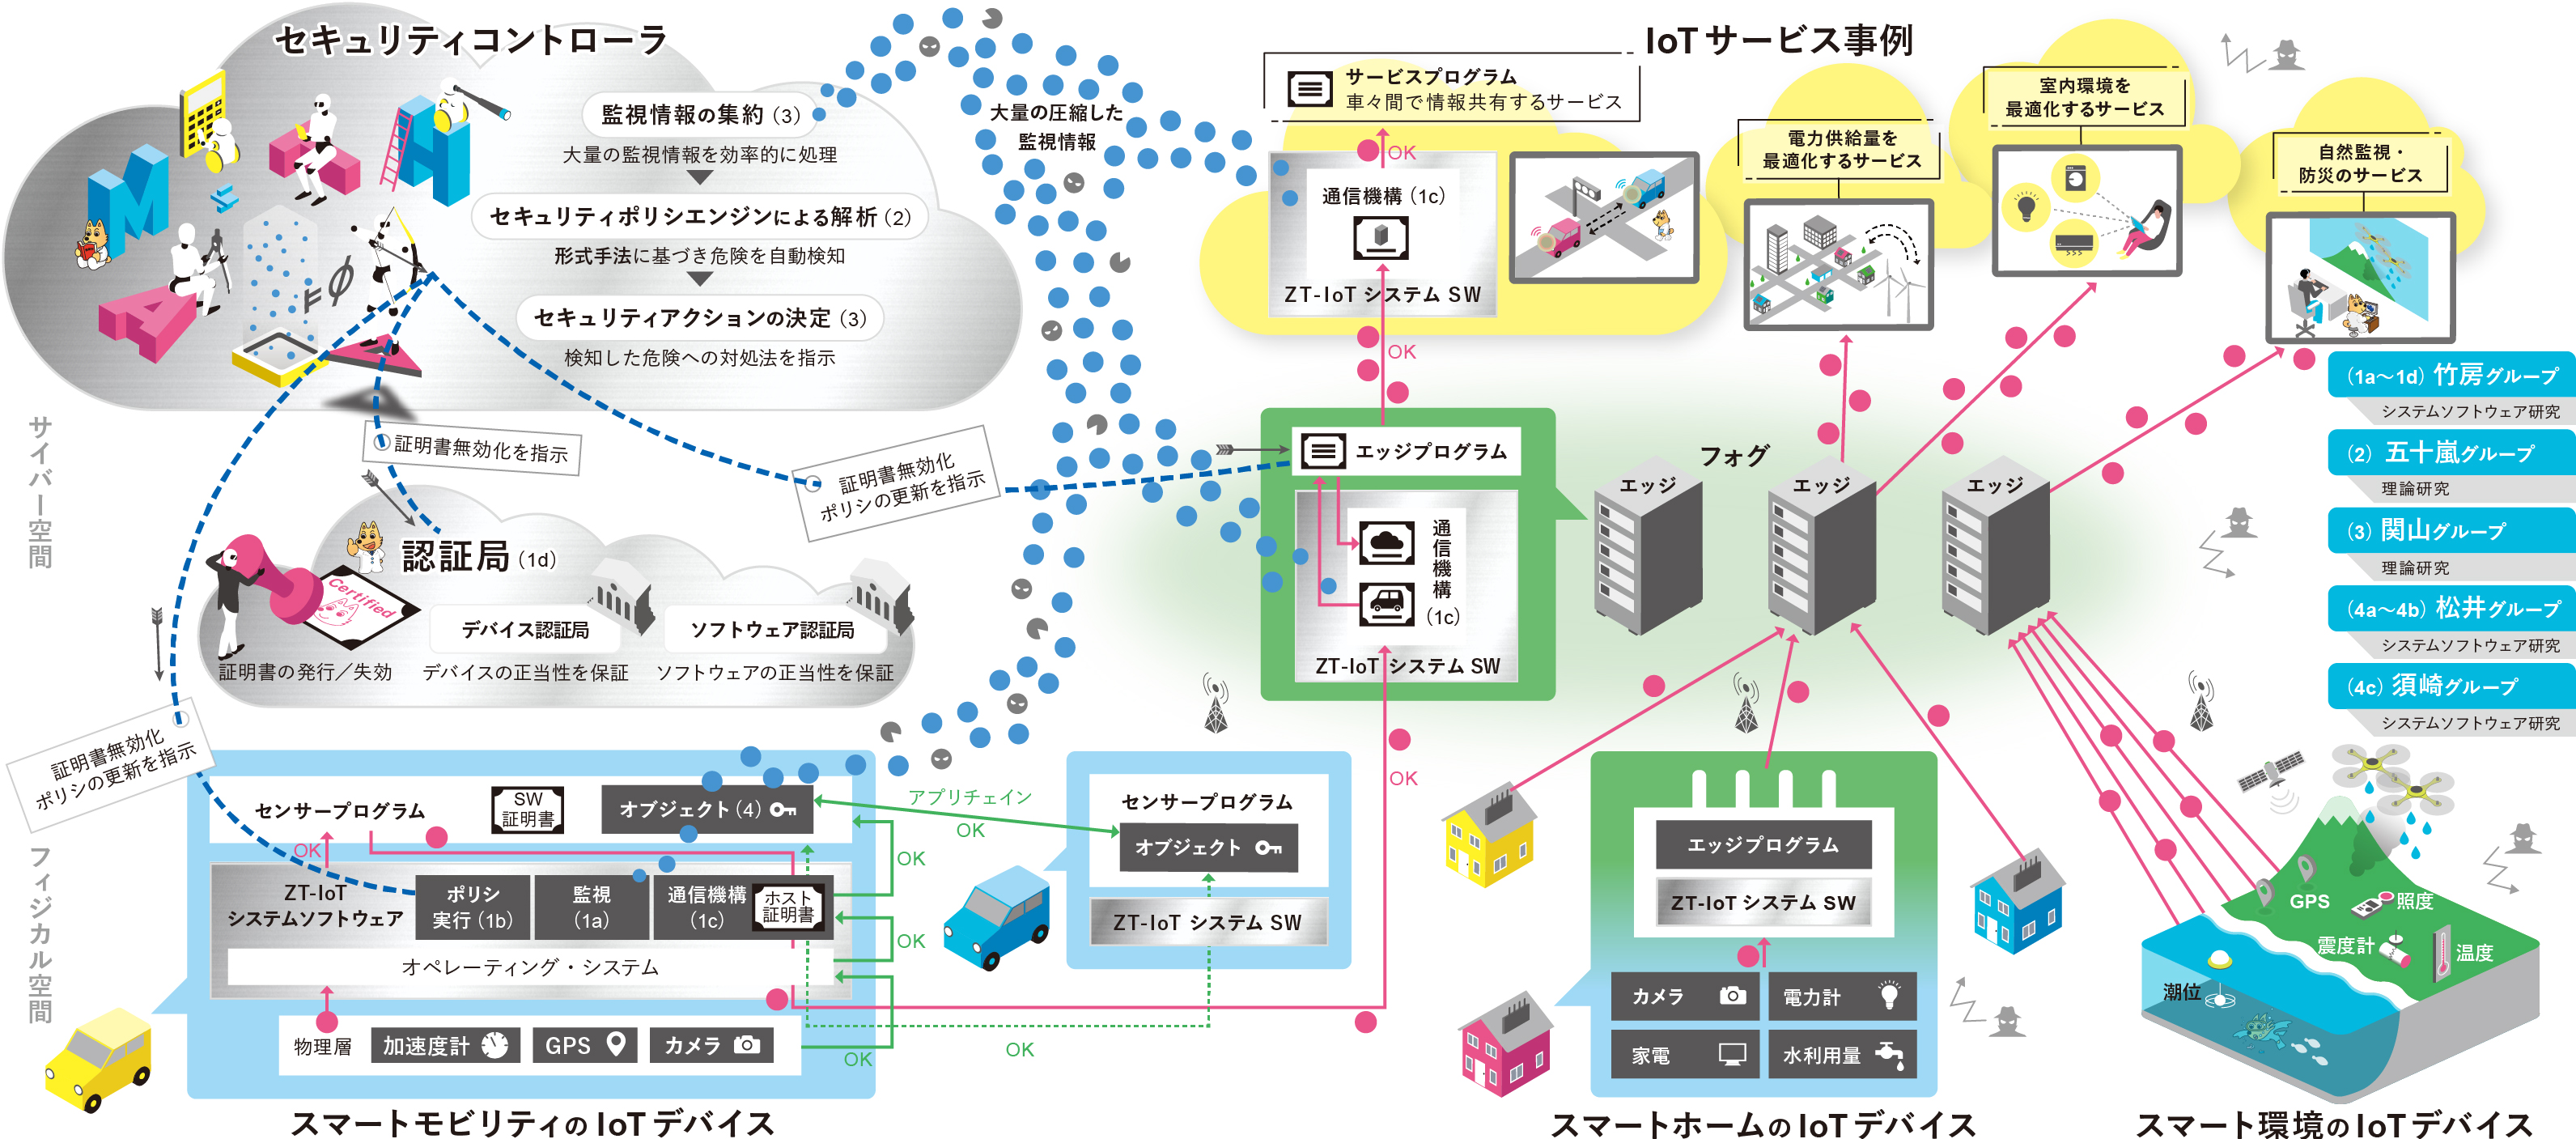 セキュリティコントローラ
監視情報の集約(3)
大量の監視情報を効率的に処理
セキュリティポリシエンジンによる解析(2)
形式手法に基づき危険を自動検知
セキュリティアクションの決定(3)
検知した危険への対処法を指示
M
A
H
⊧
∅
大量の圧縮した
監視情報
サイバー空間
フィジカル空間
証明書無効化を指示
証明書無効化
ポリシの更新を指示
証明書無効化
ポリシの更新を指示
認証局(1d)
Certified
証明書の発行／失効
デバイス認証局
デバイスの正当性を保証
ソフトウェア認証局
ソフトウェアの正当性を保証
IoTサービス事例
サービスプログラム
車々間で情報共有するサービス
OK
通信機構(1c)
ZT-IoT システム SW
OK
電力供給量を
最適化するサービス
室内環境を
最適化するサービス
自然監視・
防災のサービス
エッジプログラム
通信機構
(1c)
ZT-IoT システム SW
OK
フォグ
エッジ
エッジ
エッジ
(1a～1d) 竹房グループ
システムソフトウェア研究
(2) 五十嵐グループ
理論研究
(3) 関山グループ
理論研究
(4a～4b) 松井グループ
システムソフトウェア研究
(4c) 須崎グループ
システムソフトウェア研究
センサープログラム
SW
証明書
オブジェクト(4)
アプリチェイン
OK
OK
OK
ZT-IoT
システムソフトウェア
ポリシ
実行(1b)
監視
(1a)
通信機構
(1c)
ホスト
証明書
OK
オペレーティング・システム
物理層
加速度計
GPS
カメラ
OK
OK
センサープログラム
オブジェクト
ZT-IoT システム SW
スマートモビリティのIoTデバイス
エッジプログラム
ZT-IoT システム SW
カメラ
電力計
家電
水利用量
スマートホームのIoTデバイス
GPS
照度
震度計
温度
潮位
スマート環境のIoTデバイス